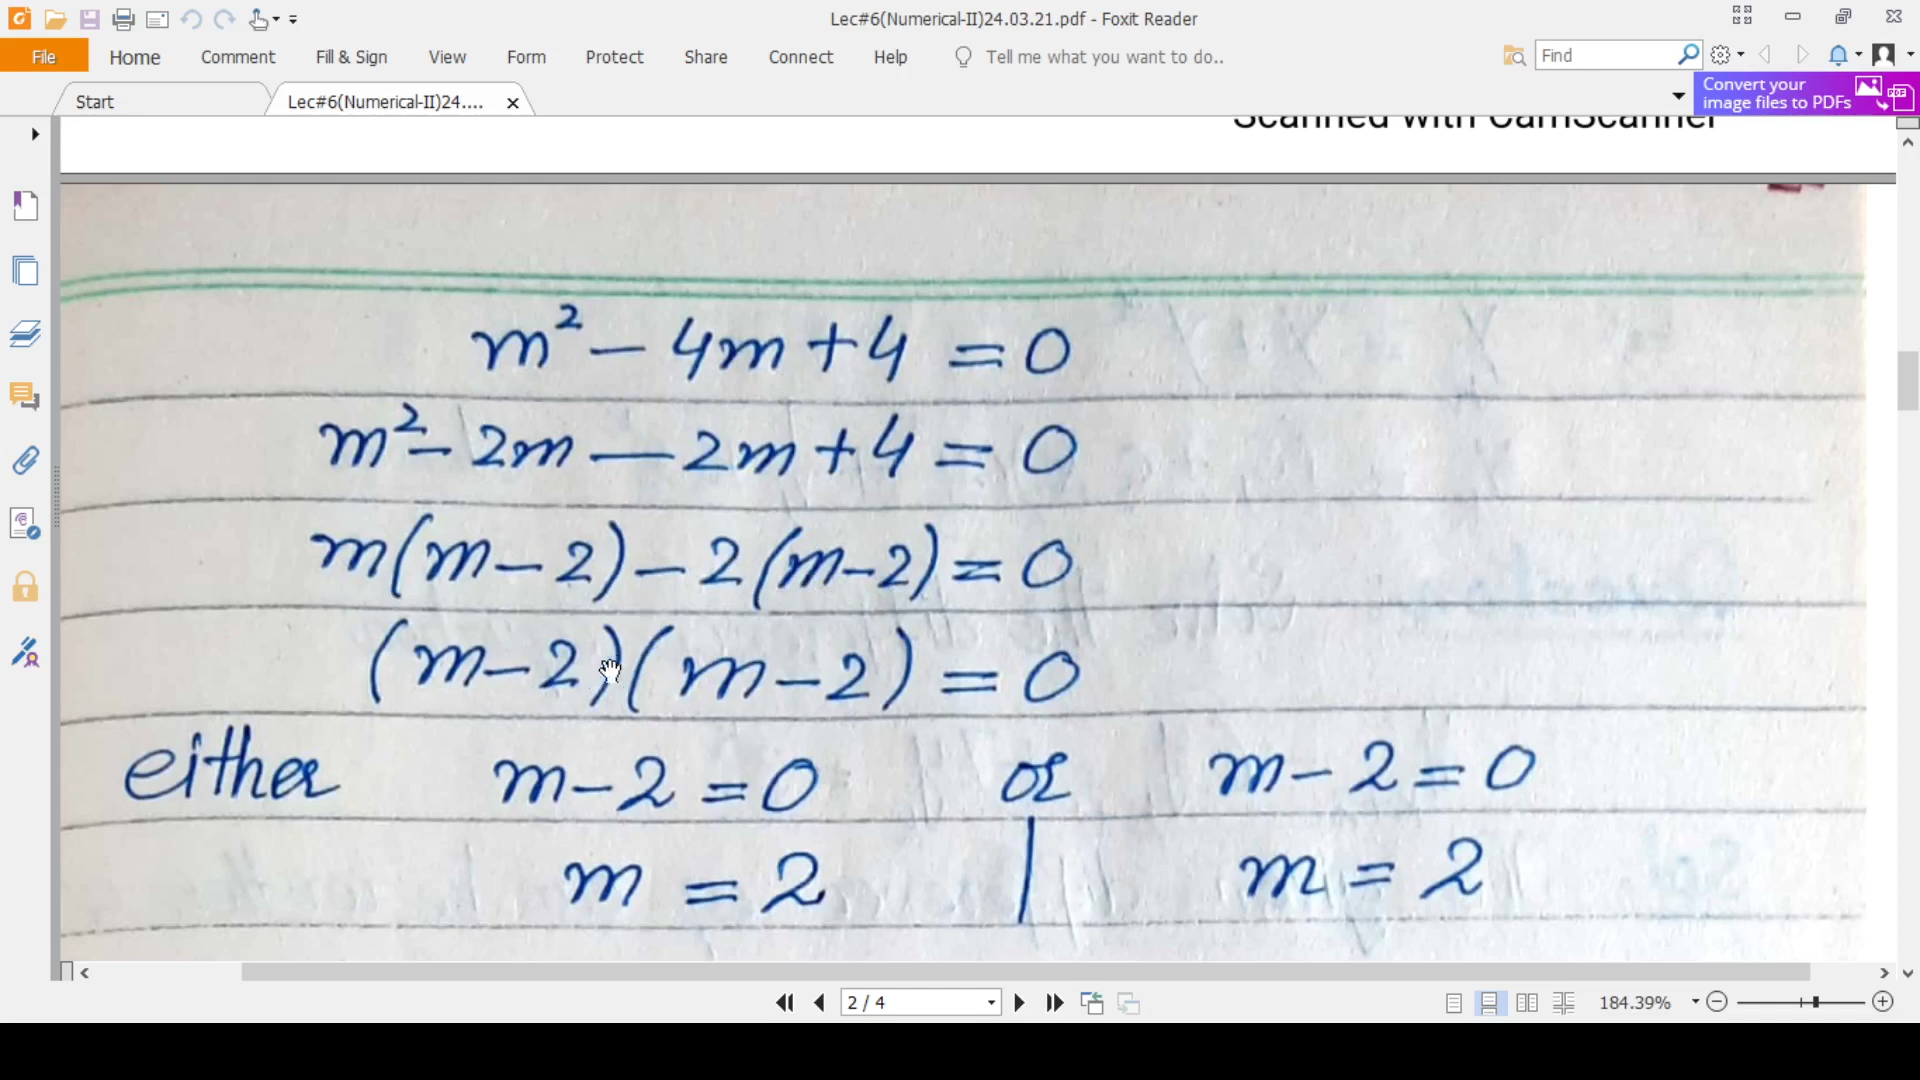 Lec#6(Numerical-II)24.03.21.pdf - Foxit Reader
File Home Comment Fill & Sign View Form Protect Share Connect Help Tell me what you want to do.. Find
Start Lec#6(Numerical-II)24....
Convert your
image files to PDFs
Scanned with CamScanner
m² - 4m + 4 = 0
m² - 2m - 2m + 4 = 0
m(m - 2) - 2(m - 2) = 0
(m - 2)(m - 2) = 0
either m - 2 = 0 or m - 2 = 0
m = 2 | m = 2
2 / 4 184.39%